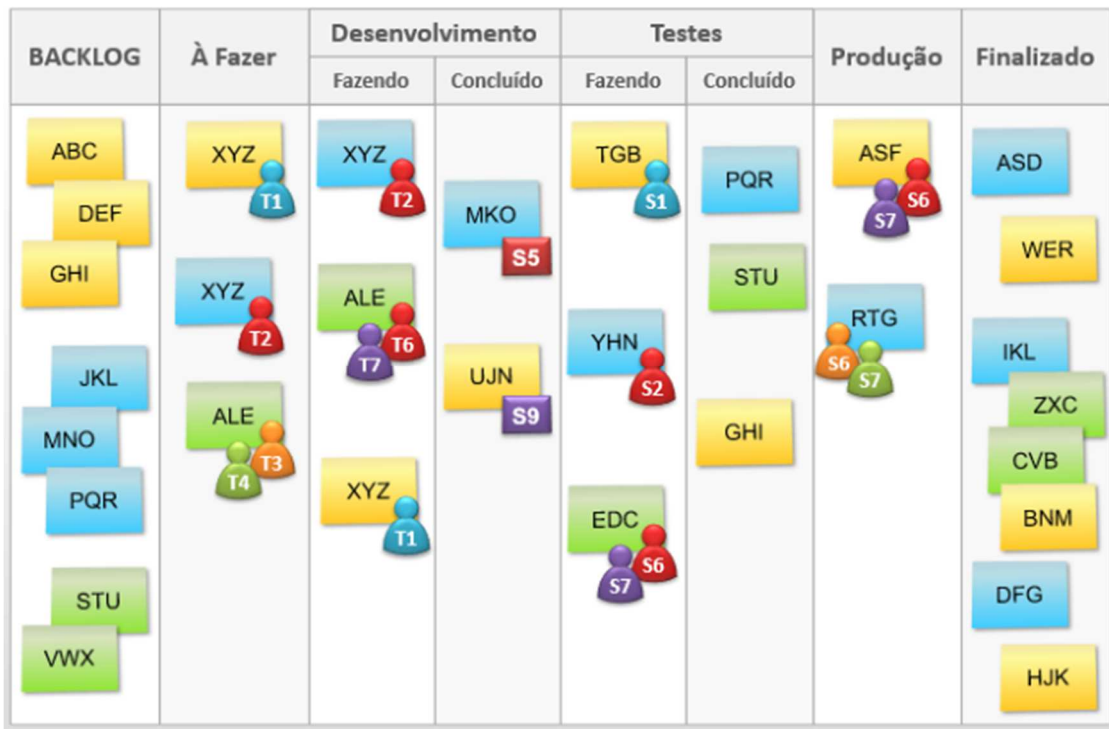 BACKLOG
À Fazer
Desenvolvimento
Fazendo
Concluído
Testes
Fazendo
Concluído
Produção
Finalizado
ABC
DEF
GHI
JKL
MNO
PQR
STU
VWX
XYZ
T1
XYZ
T2
ALE
T4
T3
XYZ
T2
ALE
T7
T6
XYZ
T1
MKO
S5
UJN
S9
TGB
S1
YHN
S2
EDC
S7
S6
PQR
STU
GHI
ASF
S7
S6
RTG
S6
S7
ASD
WER
IKL
ZXC
CVB
BNM
DFG
HJK